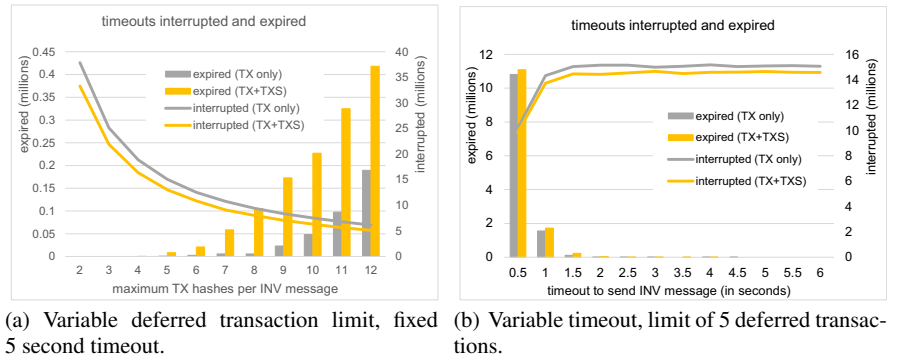 timeouts interrupted and expired
0.45
0.4
0.35
0.3
0.25
0.2
0.15
0.1
0.05
0
expired (millions)
40
35
30
25
20
15
10
5
0
interrupted (millions)
expired (TX only)
expired (TX+TXS)
interrupted (TX only)
interrupted (TX+TXS)
2 3 4 5 6 7 8 9 10 11 12
maximum TX hashes per INV message
(a) Variable deferred transaction limit, fixed
5 second timeout.
timeouts interrupted and expired
12
10
8
6
4
2
0
expired (millions)
16
14
12
10
8
6
4
2
0
interrupted (millions)
expired (TX only)
expired (TX+TXS)
interrupted (TX only)
interrupted (TX+TXS)
0.5 1 1.5 2 2.5 3 3.5 4 4.5 5 5.5 6
timeout to send INV message (in seconds)
(b) Variable timeout, limit of 5 deferred transac-
tions.